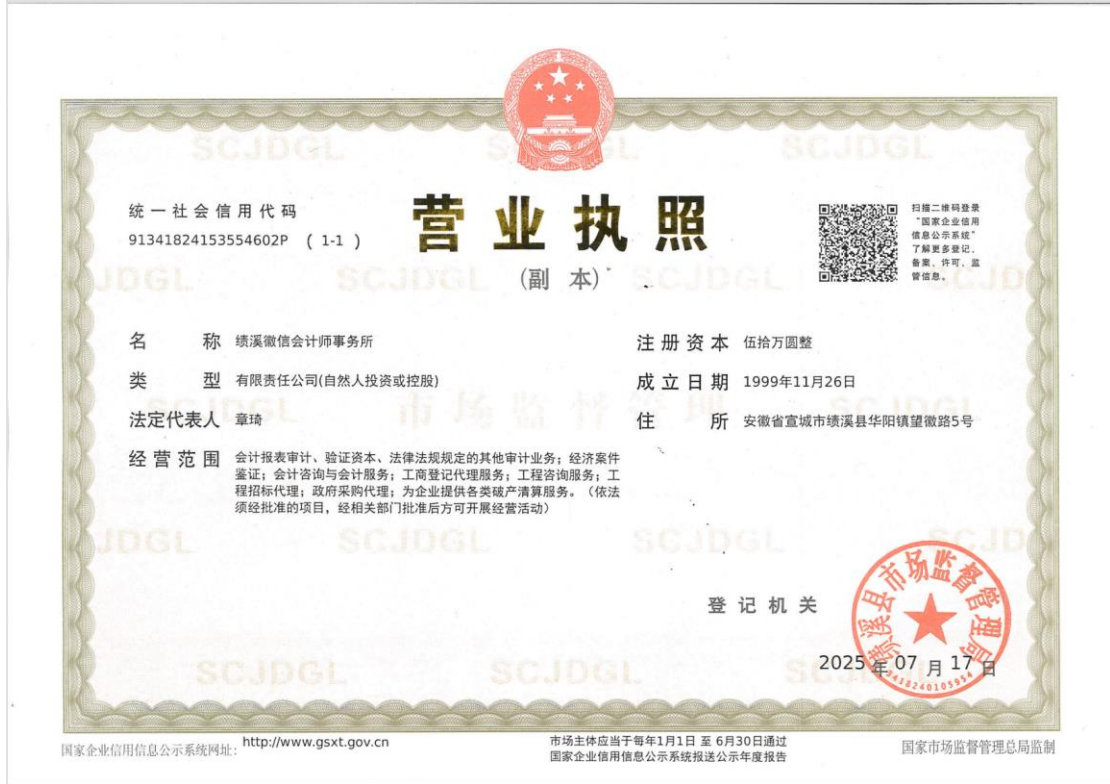 统一社会信用代码
91341824153554602P （ 1-1 ）
营业执照
(副 本)
扫描二维码登录
“国家企业信用
信息公示系统”
了解更多登记、
备案、许可、监
管信息。
名 称 绩溪徽信会计师事务所
类 型 有限责任公司(自然人投资或控股)
法定代表人 章琦
经营范围 会计报表审计、验证资本、法律法规规定的其他审计业务；经济案件
鉴证；会计咨询与会计服务；工商登记代理服务；工程咨询服务；工
程招标代理；政府采购代理；为企业提供各类破产清算服务。（依法
须经批准的项目，经相关部门批准后方可开展经营活动）
注册资本 伍拾万圆整
成立日期 1999年11月26日
住 所 安徽省宣城市绩溪县华阳镇望徽路5号
登记机关
绩溪县市场监督管理局
2025 年 07 月 17 日
3418240105954
国家企业信用信息公示系统网址： http://www.gsxt.gov.cn
市场主体应当于每年1月1日 至 6月30日通过
国家企业信用信息公示系统报送公示年度报告
国家市场监督管理总局监制
SCJDGL
市场监督管理